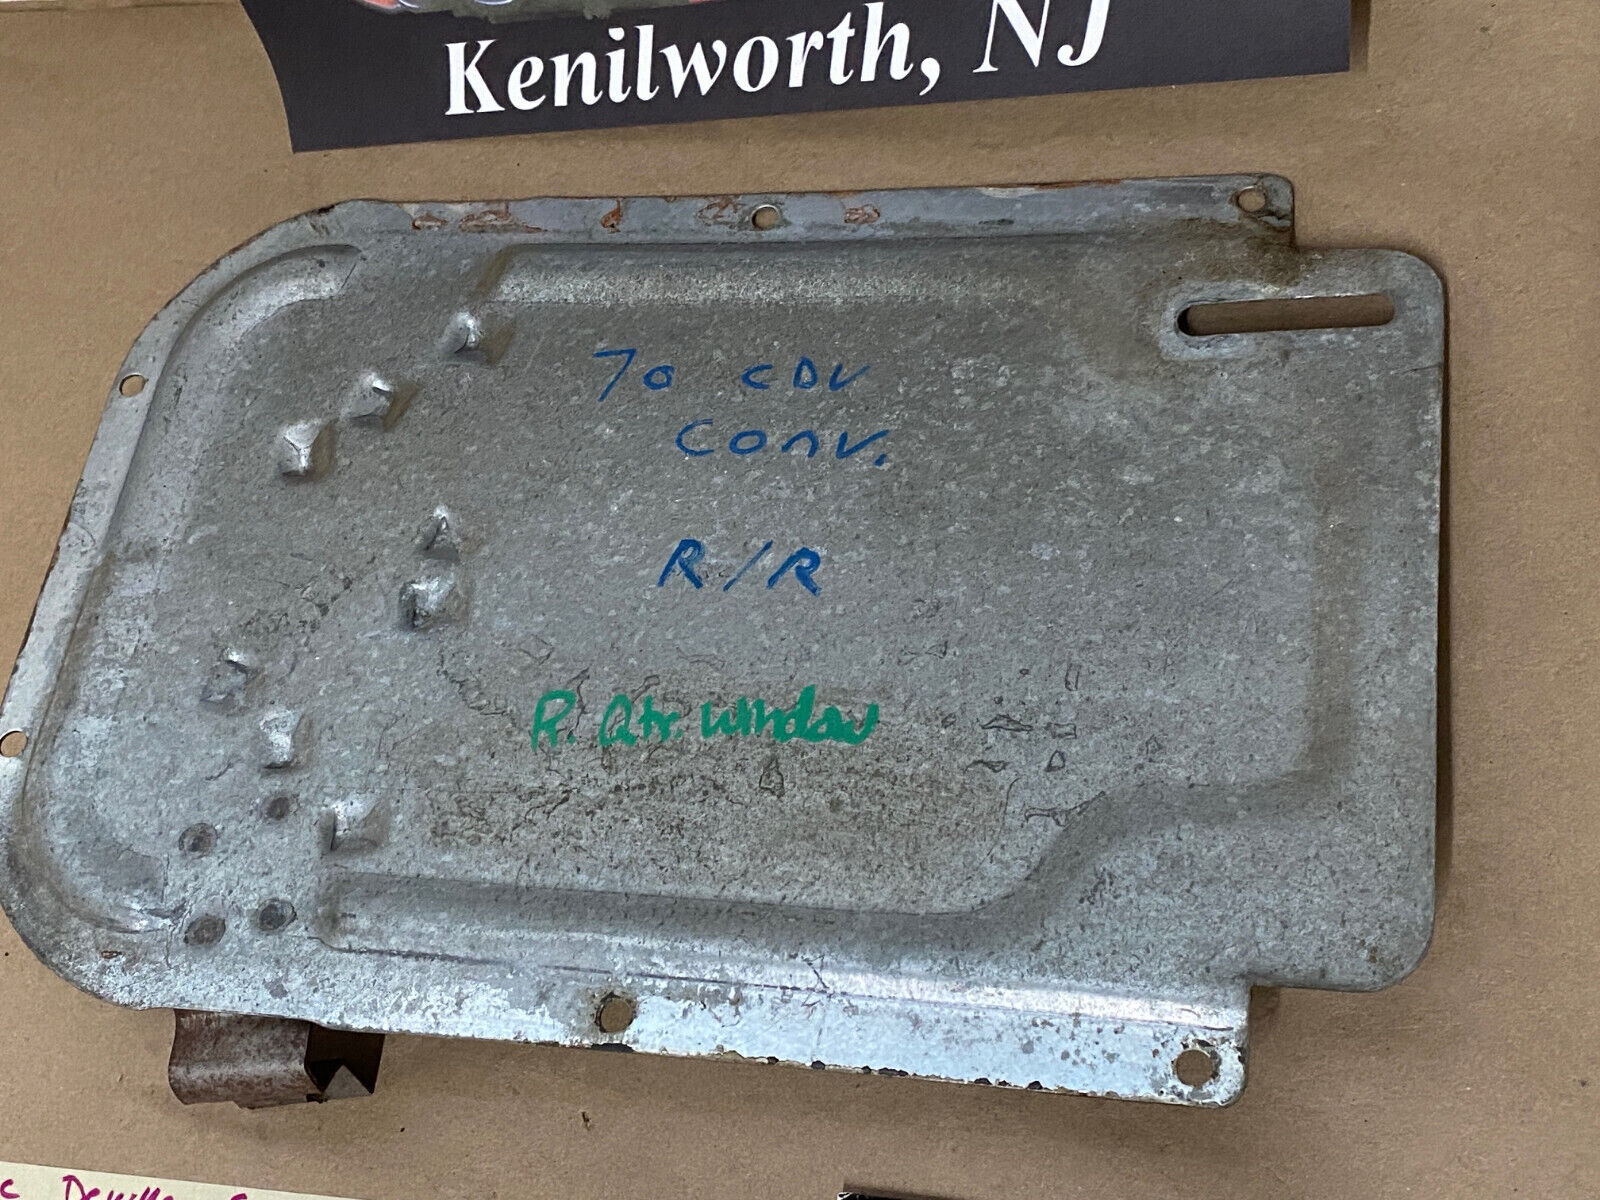 Kenilworth, NJ
70 CDV
CONV.
R/R
R. Qtr. Window